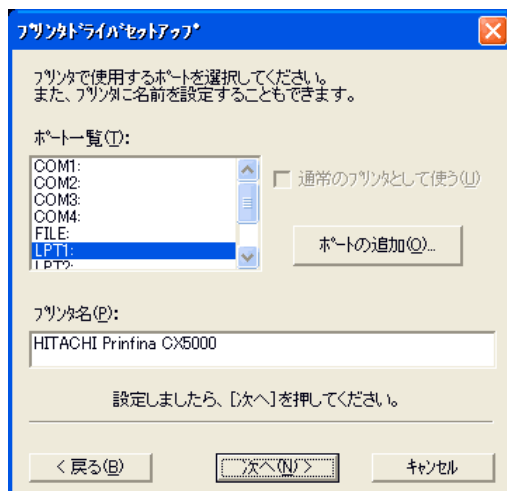 プリンタドライバセットアップ
プリンタで使用するポートを選択してください。
また、プリンタに名前を設定することもできます。
ポート一覧(T):
COM1:
COM2:
COM3:
COM4:
FILE:
LPT1:
LPT2:
通常のプリンタとして使う(U)
ポートの追加(O)...
プリンタ名(P):
HITACHI Prinfina CX5000
設定しましたら、[次へ]を押してください。
< 戻る(B)
次へ(N) >
キャンセル